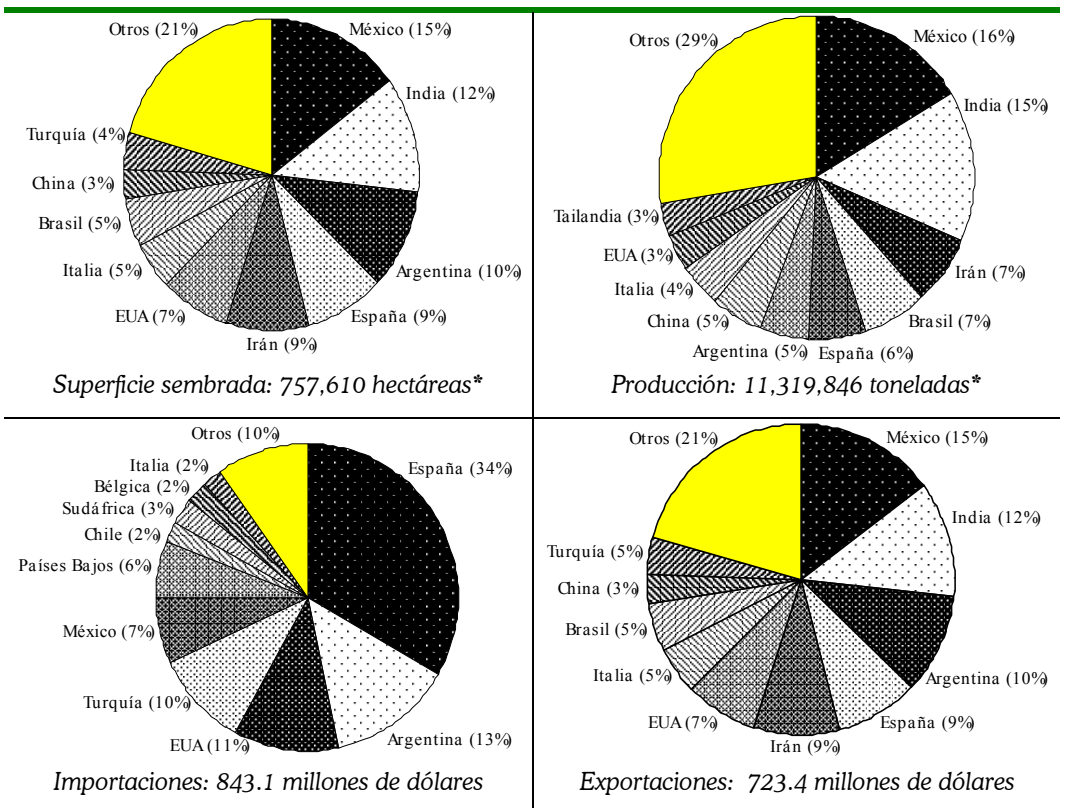 Otros (21%)
México (15%)
India (12%)
Argentina (10%)
España (9%)
Irán (9%)
EUA (7%)
Italia (5%)
Brasil (5%)
China (3%)
Turquía (4%)
Superficie sembrada: 757,610 hectáreas*
Otros (29%)
México (16%)
India (15%)
Irán (7%)
Brasil (7%)
España (6%)
Argentina (5%)
China (5%)
Italia (4%)
EUA (3%)
Tailandia (3%)
Producción: 11,319,846 toneladas*
Otros (10%)
España (34%)
Argentina (13%)
EUA (11%)
Turquía (10%)
México (7%)
Países Bajos (6%)
Chile (2%)
Sudáfrica (3%)
Bélgica (2%)
Italia (2%)
Importaciones: 843.1 millones de dólares
Otros (21%)
México (15%)
India (12%)
Argentina (10%)
España (9%)
Irán (9%)
EUA (7%)
Italia (5%)
Brasil (5%)
China (3%)
Turquía (5%)
Exportaciones: 723.4 millones de dólares